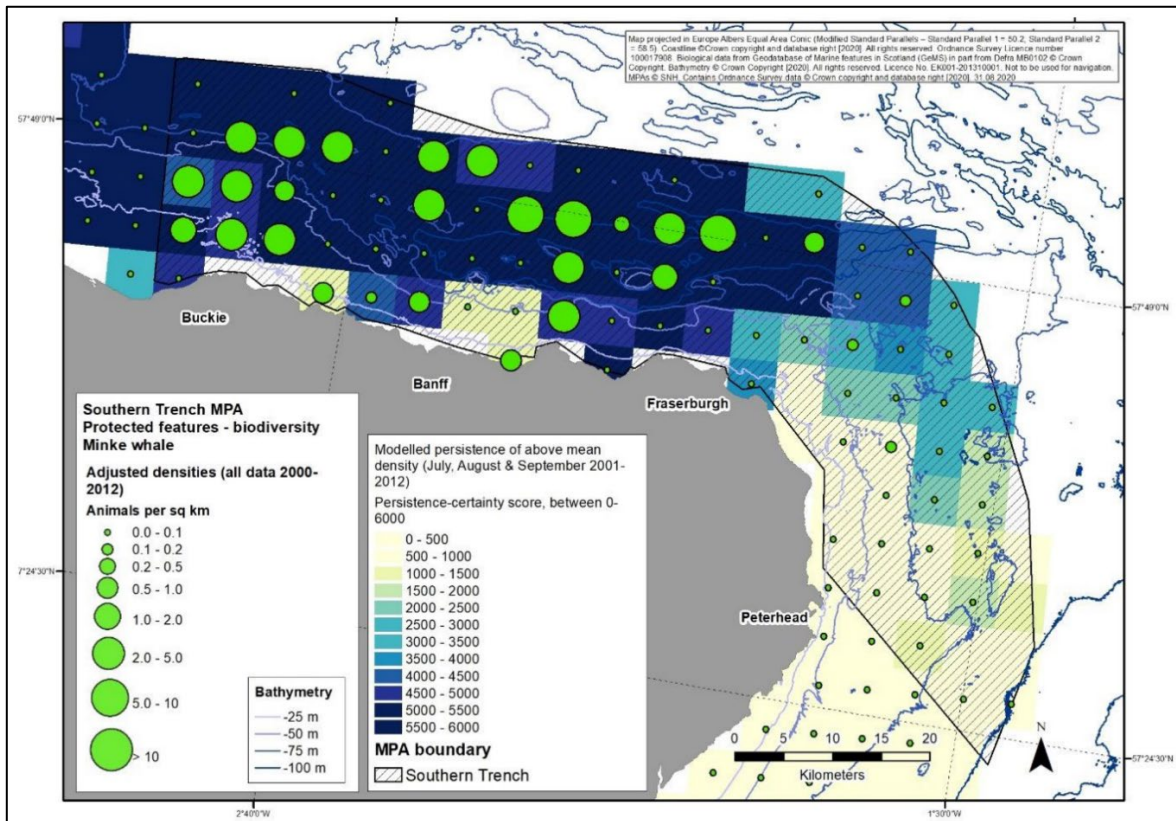 Map projected in Europe Albers Equal Area Conic (Modified Standard Parallels – Standard Parallel 1 = 50.2, Standard Parallel 2
= 58.5). Coastline ©Crown copyright and database right [2020]. All rights reserved. Ordnance Survey Licence number
100017908. Biological data from Geodatabase of Marine features in Scotland (GeMS) in part from Defra MB0102 © Crown
Copyright. Bathymetry © Crown Copyright [2020]. All rights reserved. Licence No. EK001-201310001. Not to be used for navigation.
MPAs © SNH, Contains Ordnance Survey data © Crown copyright and database right [2020]. 31.08.2020
57°49'0"N
57°49'0"N
Buckie
Banff
Fraserburgh
Peterhead
7°24'30"N
57°24'30"N
2°40'0"W
1°30'0"W
Southern Trench MPA
Protected features - biodiversity
Minke whale
Adjusted densities (all data 2000-
2012)
Animals per sq km
0.0 - 0.1
0.1 - 0.2
0.2 - 0.5
0.5 - 1.0
1.0 - 2.0
2.0 - 5.0
5.0 - 10
> 10
Bathymetry
-25 m
-50 m
-75 m
-100 m
Modelled persistence of above mean
density (July, August & September 2001-
2012)
Persistence-certainty score, between 0-
6000
0 - 500
500 - 1000
1000 - 1500
1500 - 2000
2000 - 2500
2500 - 3000
3000 - 3500
3500 - 4000
4000 - 4500
4500 - 5000
5000 - 5500
5500 - 6000
MPA boundary
Southern Trench
0 5 10 15 20
Kilometers
N